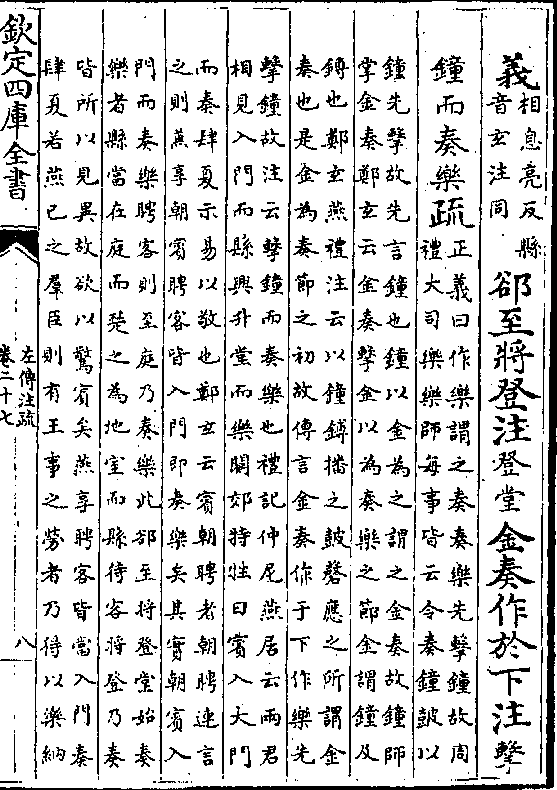 義相息亮反縣
音玄注同郤至將登注登堂金奏作於下注擊
鐘而奏樂疏正義曰作樂謂之奏奏樂先擊鐘故周
禮大司樂樂師每事皆云令奏鐘鼓以
鐘先擊故先言鐘也鐘以金為之謂之金奏故鐘師
掌金奏鄭玄云金奏擊金以為奏樂之節金謂鐘及
鎛也鄭玄燕禮注云以鐘鎛播之鼓磬應之所謂金
奏也是金為奏節之初故傳言金奏作于下作樂先
擊鐘故注云擊鐘而奏樂也禮記仲尼燕居云兩君
相見入門而縣興升堂而樂闋郊特牲曰賓入大門
而奏肆夏示易以敬也鄭玄云賓朝聘者朝聘連言
之則燕享朝賓聘客皆入門即奏樂矣其實朝賓入
門而奏樂聘客則至庭乃奏樂此郤至將登堂始奏
樂者縣當在庭而楚之為地室而縣待客將登乃奏
皆所以見異故欲以驚賓矣燕享聘客皆當入門奏
肆夏若燕已之羣臣則有王事之勞者乃得以樂納
欽定四庫全書
左傳注疏
卷二十七
八